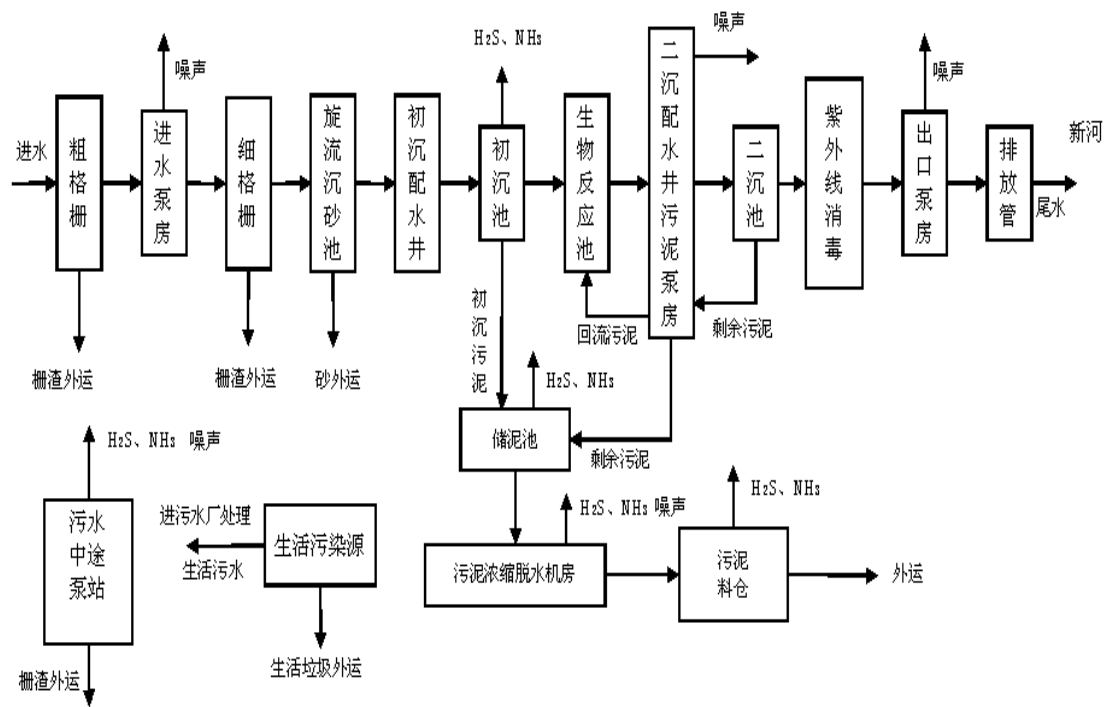 H2S、NH3
噪声
噪声
噪声
进水
粗格栅
进水泵房
细格栅
旋流沉砂池
初沉配水井
初沉池
生物反应池
二沉配水井污泥泵房
二沉池
紫外线消毒
出口泵房
排放管
新河
尾水
栅渣外运
栅渣外运
砂外运
初沉污泥
回流污泥
剩余污泥
H2S、NH3
储泥池
剩余污泥
H2S、NH3 噪声
污水
中途
泵站
栅渣外运
进污水厂处理
生活污水
生活污染源
生活垃圾外运
H2S、NH3 噪声
污泥浓缩脱水机房
H2S、NH3
污泥
料仓
外运